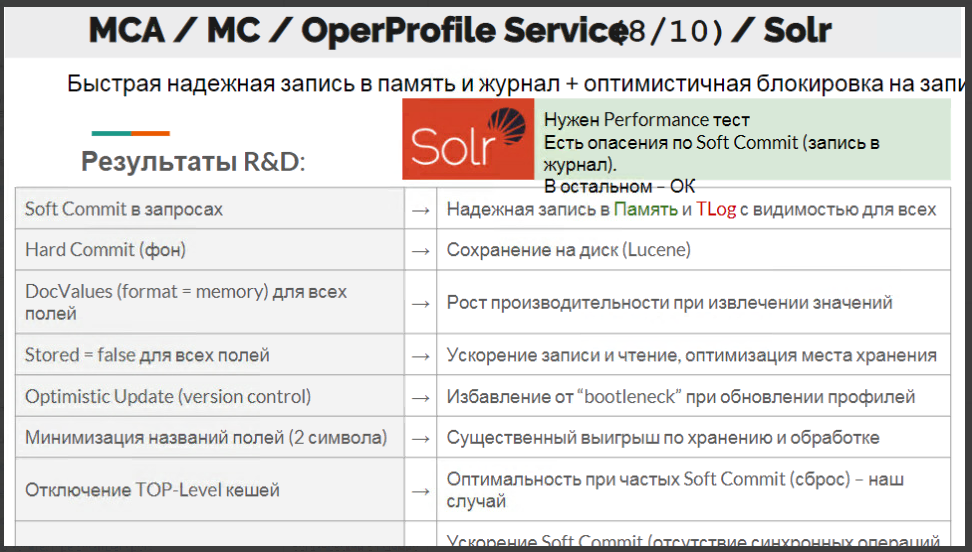 MCA / MC / OperProfile Service(8/10) / Solr
Быстрая надежная запись в память и журнал + оптимистичная блокировка на запи
Solr
Нужен Performance тест
Есть опасения по Soft Commit (запись в
журнал).
В остальном – ОК
Результаты R&D:
Soft Commit в запросах → Надежная запись в Память и TLog с видимостью для всех
Hard Commit (фон) → Сохранение на диск (Lucene)
DocValues (format = memory) для всех
полей → Рост производительности при извлечении значений
Stored = false для всех полей → Ускорение записи и чтение, оптимизация места хранения
Optimistic Update (version control) → Избавление от “bootleneck” при обновлении профилей
Минимизация названий полей (2 символа) → Существенный выигрыш по хранению и обработке
Отключение TOP-Level кешей → Оптимальность при частых Soft Commit (сброс) – наш
случай
Ускорение Soft Commit (отсутствие синхронных операций